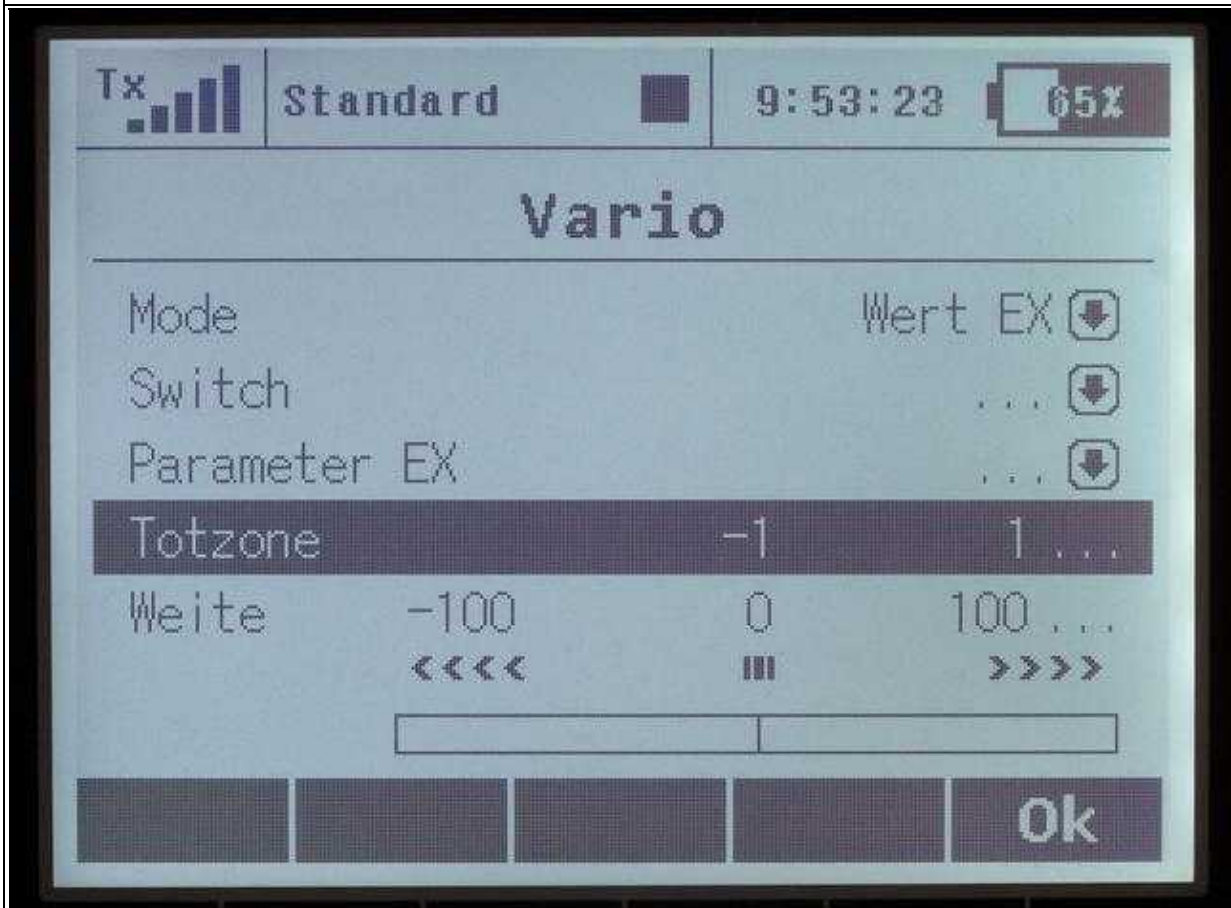 Tx Standard 9:53:23 65%
Vario
Mode Wert EX
Switch ...
Parameter EX ...
Totzone -1 1 ...
Weite -100 0 100 ...
<<<< III >>>>
Ok